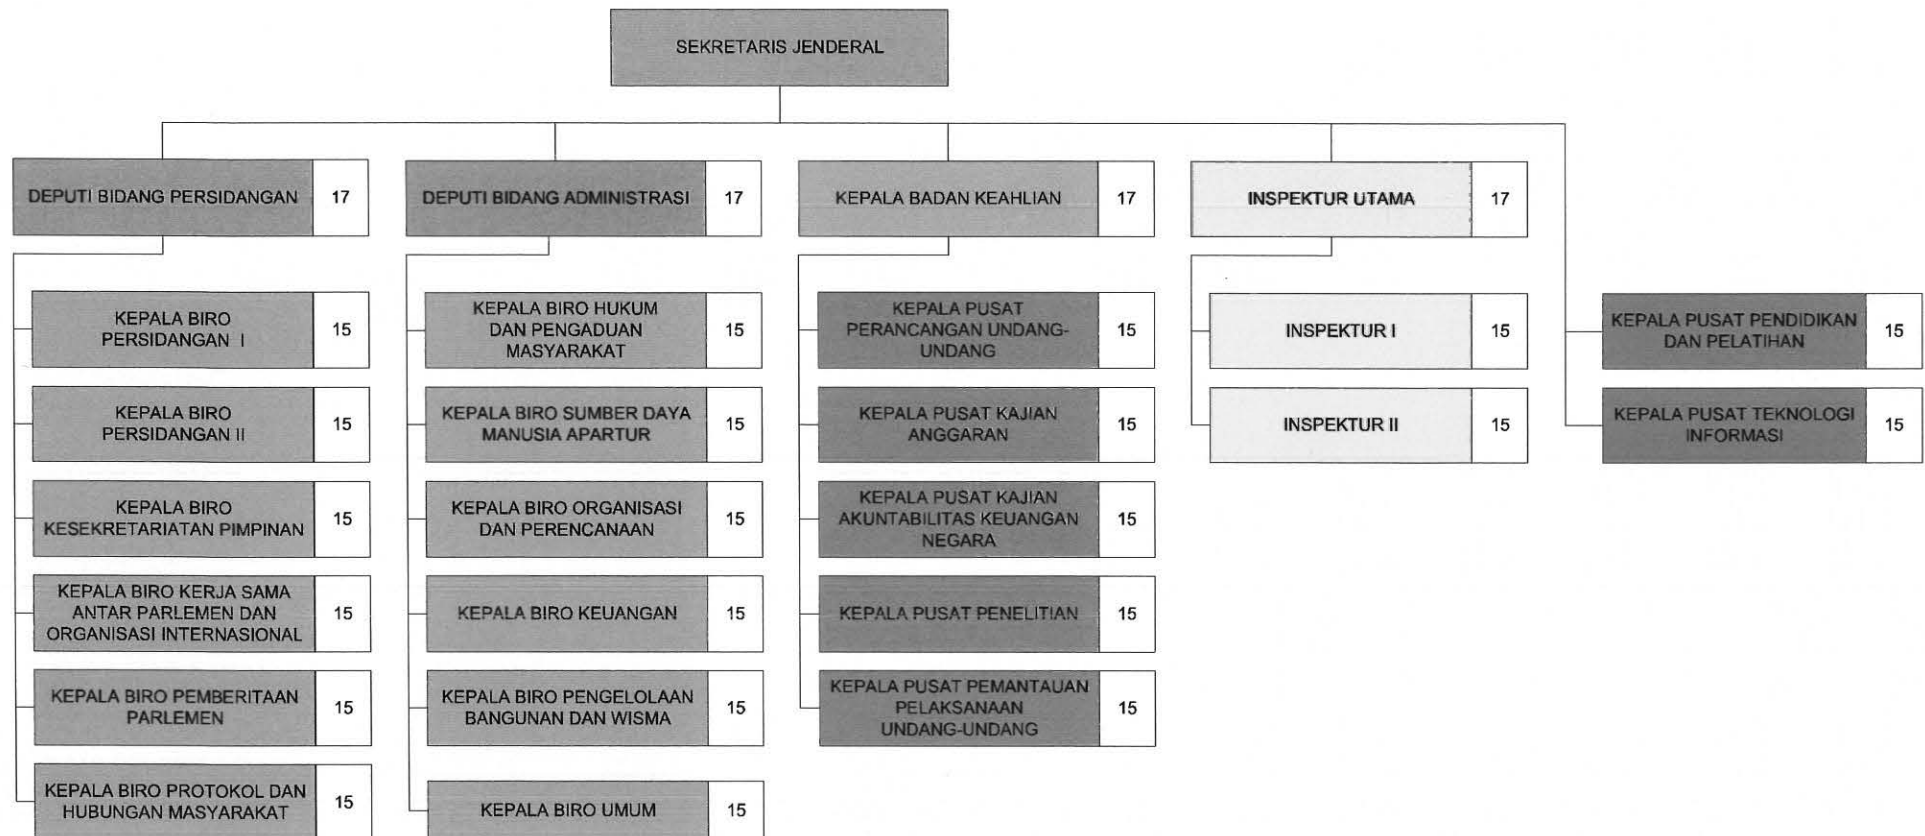 SEKRETARIS JENDERAL
DEPUTI BIDANG PERSIDANGAN
17
DEPUTI BIDANG ADMINISTRASI
17
KEPALA BADAN KEAHLIAN
17
INSPEKTUR UTAMA
17
KEPALA BIRO
PERSIDANGAN I
15
KEPALA BIRO
PERSIDANGAN II
15
KEPALA BIRO
KESEKRETARIATAN PIMPINAN
15
KEPALA BIRO KERJA SAMA
ANTAR PARLEMEN DAN
ORGANISASI INTERNASIONAL
15
KEPALA BIRO PEMBERITAAN
PARLEMEN
15
KEPALA BIRO PROTOKOL DAN
HUBUNGAN MASYARAKAT
15
KEPALA BIRO HUKUM
DAN PENGADUAN
MASYARAKAT
15
KEPALA BIRO SUMBER DAYA
MANUSIA APARTUR
15
KEPALA BIRO ORGANISASI
DAN PERENCANAAN
15
KEPALA BIRO KEUANGAN
15
KEPALA BIRO PENGELOLAAN
BANGUNAN DAN WISMA
15
KEPALA BIRO UMUM
15
KEPALA PUSAT
PERANCANGAN UNDANG-
UNDANG
15
KEPALA PUSAT KAJIAN
ANGGARAN
15
KEPALA PUSAT KAJIAN
AKUNTABILITAS KEUANGAN
NEGARA
15
KEPALA PUSAT PENELITIAN
15
KEPALA PUSAT PEMANTAUAN
PELAKSANAAN
UNDANG-UNDANG
15
INSPEKTUR I
15
INSPEKTUR II
15
KEPALA PUSAT PENDIDIKAN
DAN PELATIHAN
15
KEPALA PUSAT TEKNOLOGI
INFORMASI
15